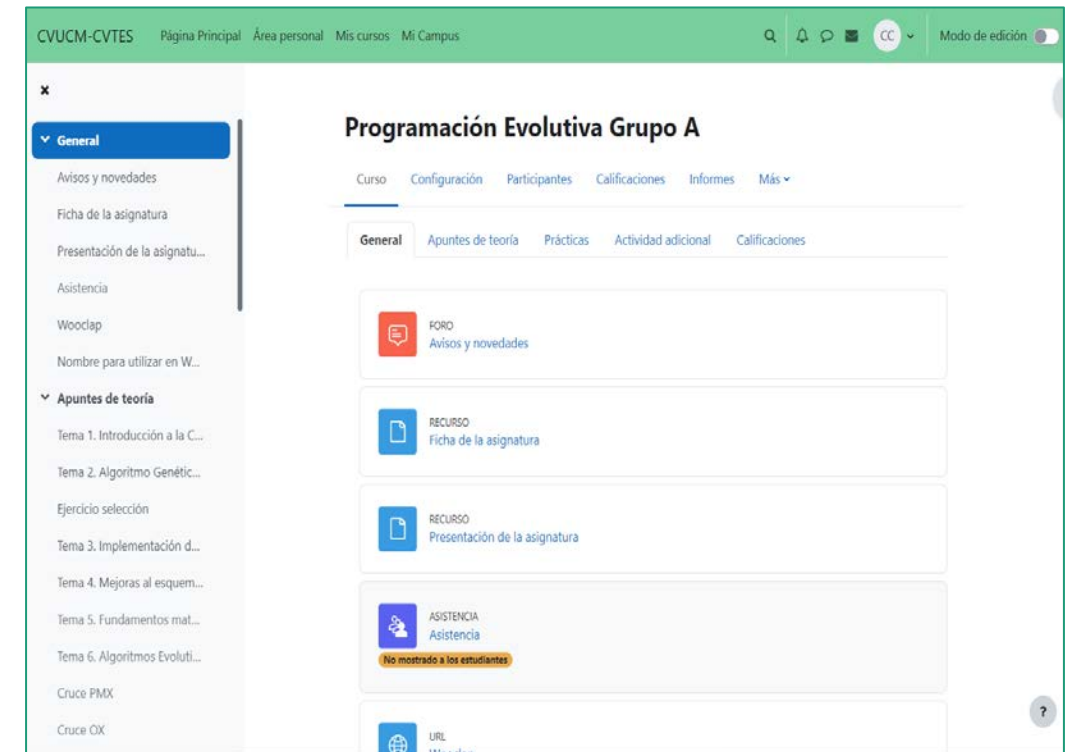 CVUCM-CVTES Página Principal Área personal Mis cursos Mi Campus CC Modo de edición
General
Avisos y novedades
Ficha de la asignatura
Presentación de la asignatu...
Asistencia
Wooclap
Nombre para utilizar en W...
Apuntes de teoría
Tema 1. Introducción a la C...
Tema 2. Algoritmo Genétic...
Ejercicio selección
Tema 3. Implementación d...
Tema 4. Mejoras al esquem...
Tema 5. Fundamentos mat...
Tema 6. Algoritmos Evoluti...
Cruce PMX
Cruce OX
Programación Evolutiva Grupo A
Curso Configuración Participantes Calificaciones Informes Más
General Apuntes de teoría Prácticas Actividad adicional Calificaciones
FORO
Avisos y novedades
RECURSO
Ficha de la asignatura
RECURSO
Presentación de la asignatura
ASISTENCIA
Asistencia
No mostrado a los estudiantes
URL
Wooclap
?